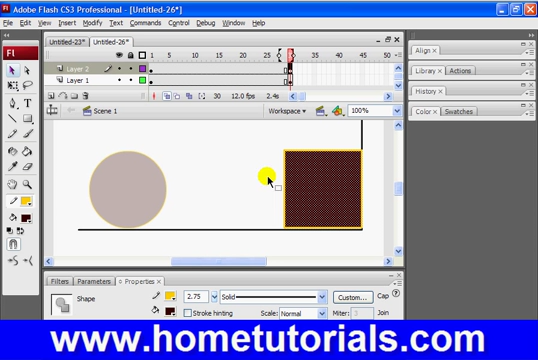 Adobe Flash CS3 Professional - [Untitled-26*]
File Edit View Insert Modify Text Commands Control Debug Window Help
Untitled-23* Untitled-26*
1 5 10 15 20 25 35 40 45 50
Layer 2
Layer 1
30 12.0 fps 2.4s
Scene 1 Workspace 100%
Align ×
Library Actions
History ×
Color × Swatches
Filters Parameters Properties ×
Shape
2.75 Solid Custom... Cap
Stroke hinting Scale: Normal Miter: 3 Join
Fl
www.hometutorials.com